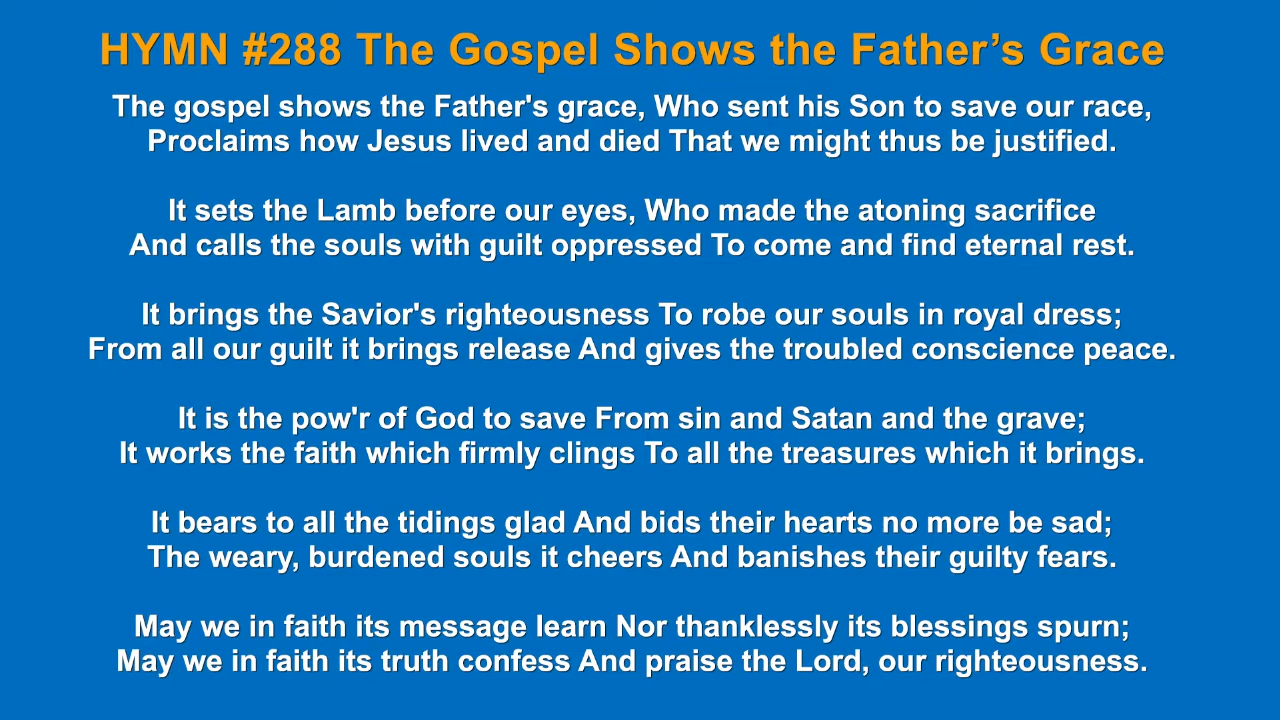 HYMN #288 The Gospel Shows the Father’s Grace
The gospel shows the Father's grace, Who sent his Son to save our race,
Proclaims how Jesus lived and died That we might thus be justified.
It sets the Lamb before our eyes, Who made the atoning sacrifice
And calls the souls with guilt oppressed To come and find eternal rest.
It brings the Savior's righteousness To robe our souls in royal dress;
From all our guilt it brings release And gives the troubled conscience peace.
It is the pow'r of God to save From sin and Satan and the grave;
It works the faith which firmly clings To all the treasures which it brings.
It bears to all the tidings glad And bids their hearts no more be sad;
The weary, burdened souls it cheers And banishes their guilty fears.
May we in faith its message learn Nor thanklessly its blessings spurn;
May we in faith its truth confess And praise the Lord, our righteousness.